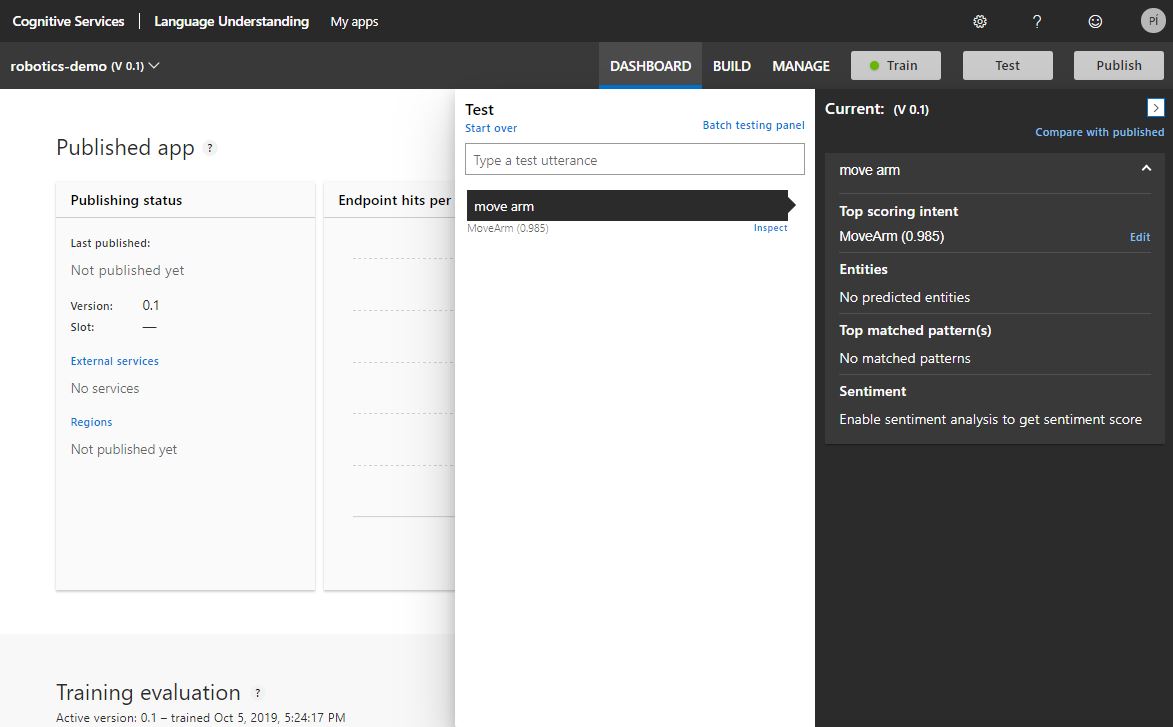 Cognitive Services
Language Understanding
My apps
?
PÍ
robotics-demo (V 0.1)
DASHBOARD
BUILD
MANAGE
Train
Test
Publish
Published app ?
Publishing status
Last published:
Not published yet
Version: 0.1
Slot: —
External services
No services
Regions
Not published yet
Endpoint hits per
Training evaluation ?
Active version: 0.1 – trained Oct 5, 2019, 5:24:17 PM
Test
Start over
Batch testing panel
Type a test utterance
move arm
MoveArm (0.985)
Inspect
Current: (V 0.1)
Compare with published
move arm
Top scoring intent
MoveArm (0.985)
Edit
Entities
No predicted entities
Top matched pattern(s)
No matched patterns
Sentiment
Enable sentiment analysis to get sentiment score